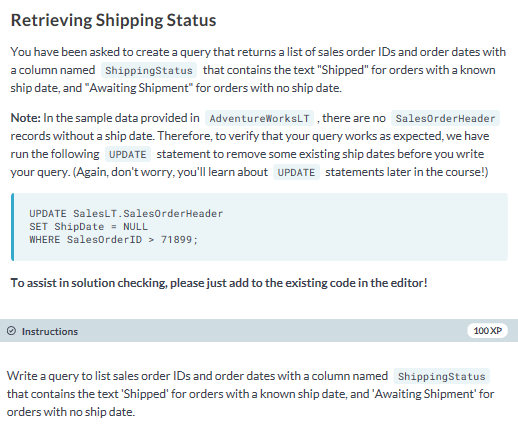 Retrieving Shipping Status
You have been asked to create a query that returns a list of sales order IDs and order dates with
a column named ShippingStatus that contains the text "Shipped" for orders with a known
ship date, and "Awaiting Shipment" for orders with no ship date.
Note: In the sample data provided in AdventureWorksLT , there are no SalesOrderHeader
records without a ship date. Therefore, to verify that your query works as expected, we have
run the following UPDATE statement to remove some existing ship dates before you write
your query. (Again, don't worry, you'll learn about UPDATE statements later in the course!)
UPDATE SalesLT.SalesOrderHeader
SET ShipDate = NULL
WHERE SalesOrderID > 71899;
To assist in solution checking, please just add to the existing code in the editor!
Instructions
100 XP
Write a query to list sales order IDs and order dates with a column named ShippingStatus
that contains the text 'Shipped' for orders with a known ship date, and 'Awaiting Shipment' for
orders with no ship date.